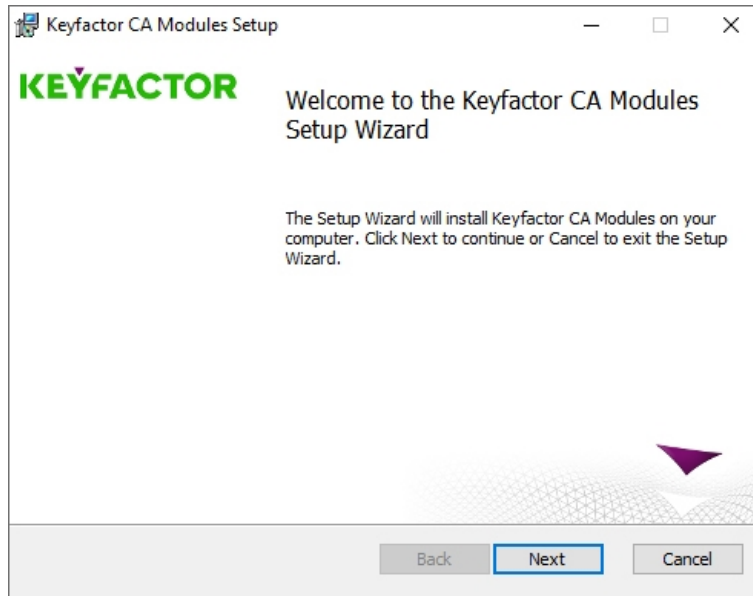 Keyfactor CA Modules Setup
KEYFACTOR
Welcome to the Keyfactor CA Modules
Setup Wizard
The Setup Wizard will install Keyfactor CA Modules on your
computer. Click Next to continue or Cancel to exit the Setup
Wizard.
Back
Next
Cancel